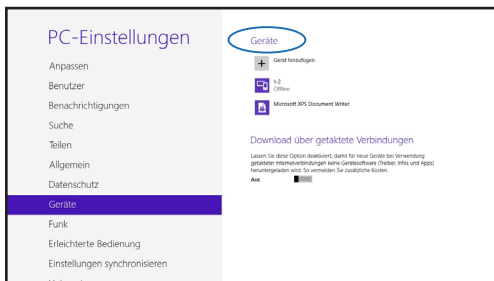 PC-Einstellungen
Anpassen
Benutzer
Benachrichtigungen
Suche
Teilen
Allgemein
Datenschutz
Geräte
Funk
Erleichterte Bedienung
Einstellungen synchronisieren
Geräte
Gerät hinzufügen
1-2
Offline
Microsoft XPS Document Writer
Download über getaktete Verbindungen
Lassen Sie diese Option deaktiviert, damit für neue Geräte bei Verwendung
getakteter Internetverbindungen keine Gerätesoftware (Treiber, Infos und Apps)
heruntergeladen wird. So vermeiden Sie zusätzliche Kosten.
Aus